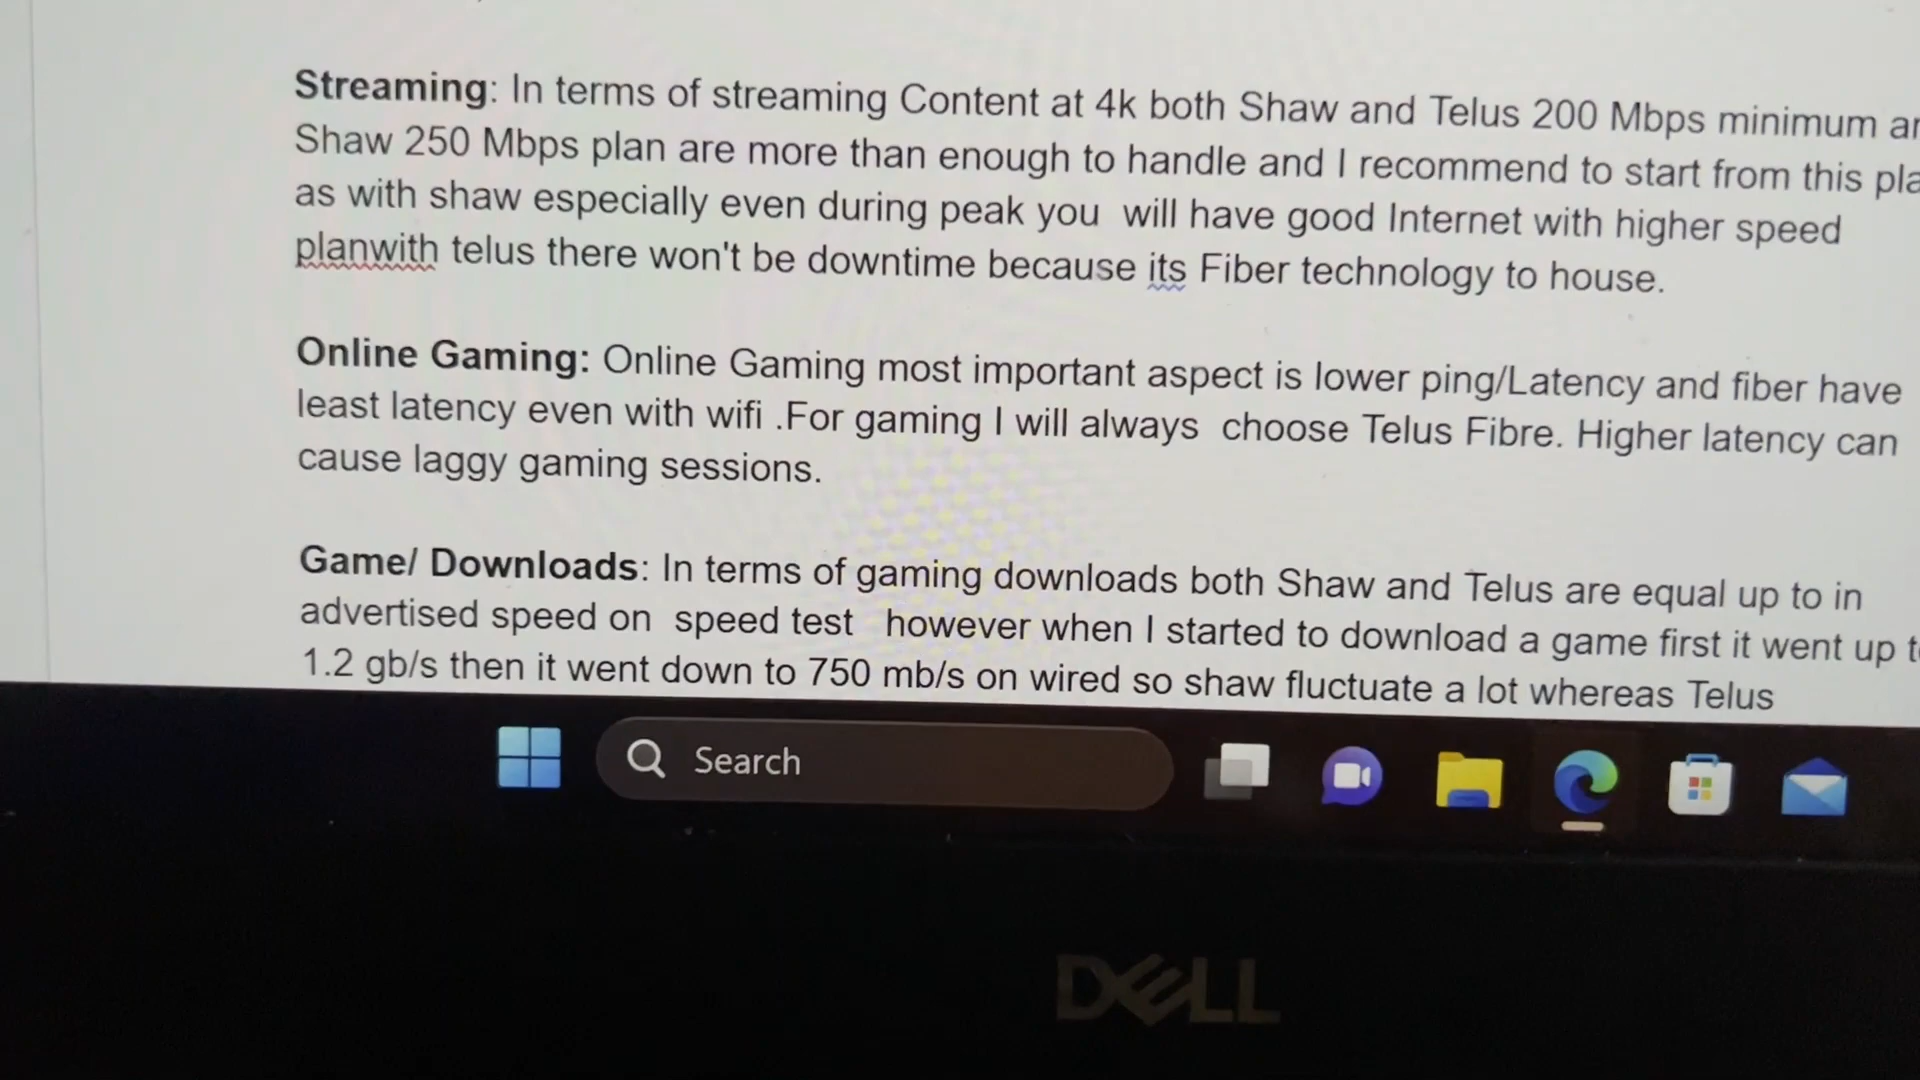 Streaming: In terms of streaming Content at 4k both Shaw and Telus 200 Mbps minimum
Shaw 250 Mbps plan are more than enough to handle and I recommend to start from this
as with shaw especially even during peak you will have good Internet with higher speed
planwith telus there won't be downtime because its Fiber technology to house.
Online Gaming: Online Gaming most important aspect is lower ping/Latency and fiber have
least latency even with wifi .For gaming I will always choose Telus Fibre. Higher latency can
cause laggy gaming sessions.
Game/ Downloads: In terms of gaming downloads both Shaw and Telus are equal up to in
advertised speed on speed test however when I started to download a game first it went up
1.2 gb/s then it went down to 750 mb/s on wired so shaw fluctuate a lot whereas Telus
Search
DELL